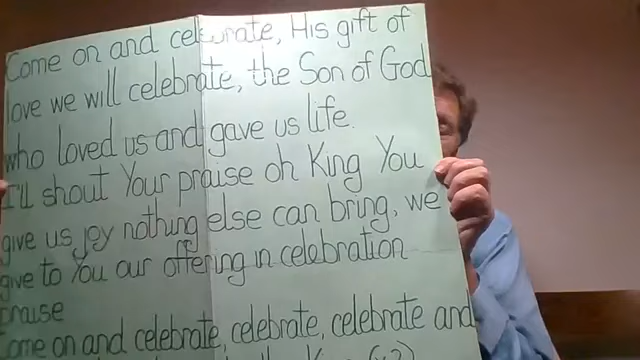 Come on and celebrate, His gift of
love we will celebrate, the Son of God
who loved us and gave us life.
I'll shout Your praise oh King You
give us joy nothing else can bring, we
give to You our offering in celebration
praise
Come on and celebrate, celebrate, celebrate and
King (x2)